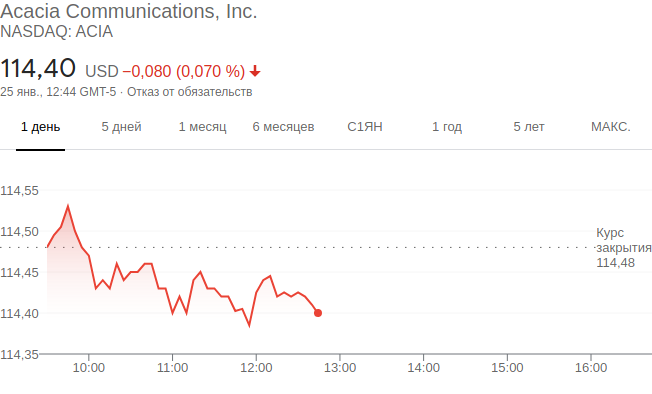 Acacia Communications, Inc.
NASDAQ: ACIA
114,40 USD −0,080 (0,070 %)
25 янв., 12:44 GMT-5 · Отказ от обязательств
1 день 5 дней 1 месяц 6 месяцев С1ЯН 1 год 5 лет МАКС.
114,55
114,50
Курс
закрытия
114,48
114,45
114,40
114,35
10:00 11:00 12:00 13:00 14:00 15:00 16:00